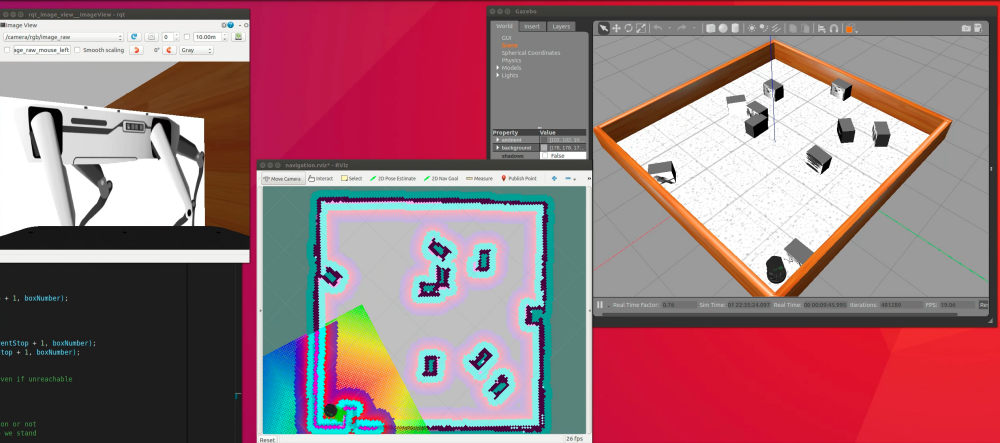 rqt_image_view__ImageView - rqt
Image View
/camera/rgb/image_raw
0
10.00m
age_raw_mouse_left
Smooth scaling
0°
Gray
+ 1, boxNumber);
entStop + 1, boxNumber);
top + 1, boxNumber);
ven if unreachable
on or not
we stand
navigation.rviz* - RViz
Move Camera
Interact
Select
2D Pose Estimate
2D Nav Goal
Measure
Publish Point
Reset
26 fps
Gazebo
World
Insert
Layers
GUI
Scene
Spherical Coordinates
Physics
Models
Lights
Property
Value
ambient
background
shadows
False
Real Time Factor:
0.76
Sim Time:
Real Time:
Iterations:
FPS: